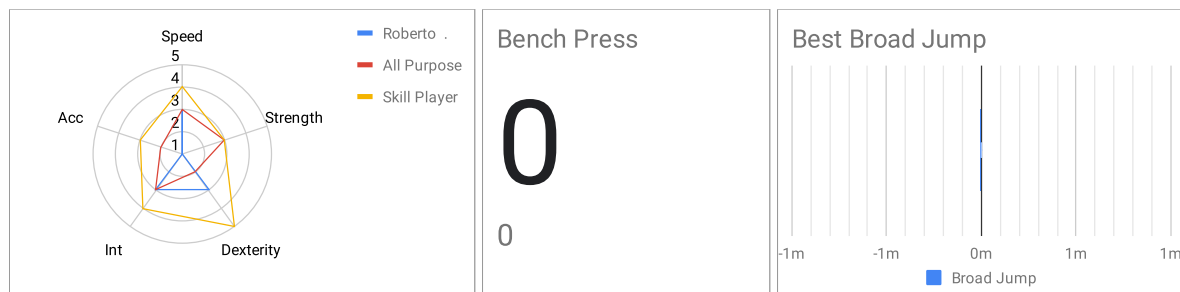 Speed
5
4
3
2
1
Acc
Strength
Int
Dexterity
Roberto .
All Purpose
Skill Player
Bench Press
0
0
Best Broad Jump
-1m -1m 0m 1m 1m
Broad Jump